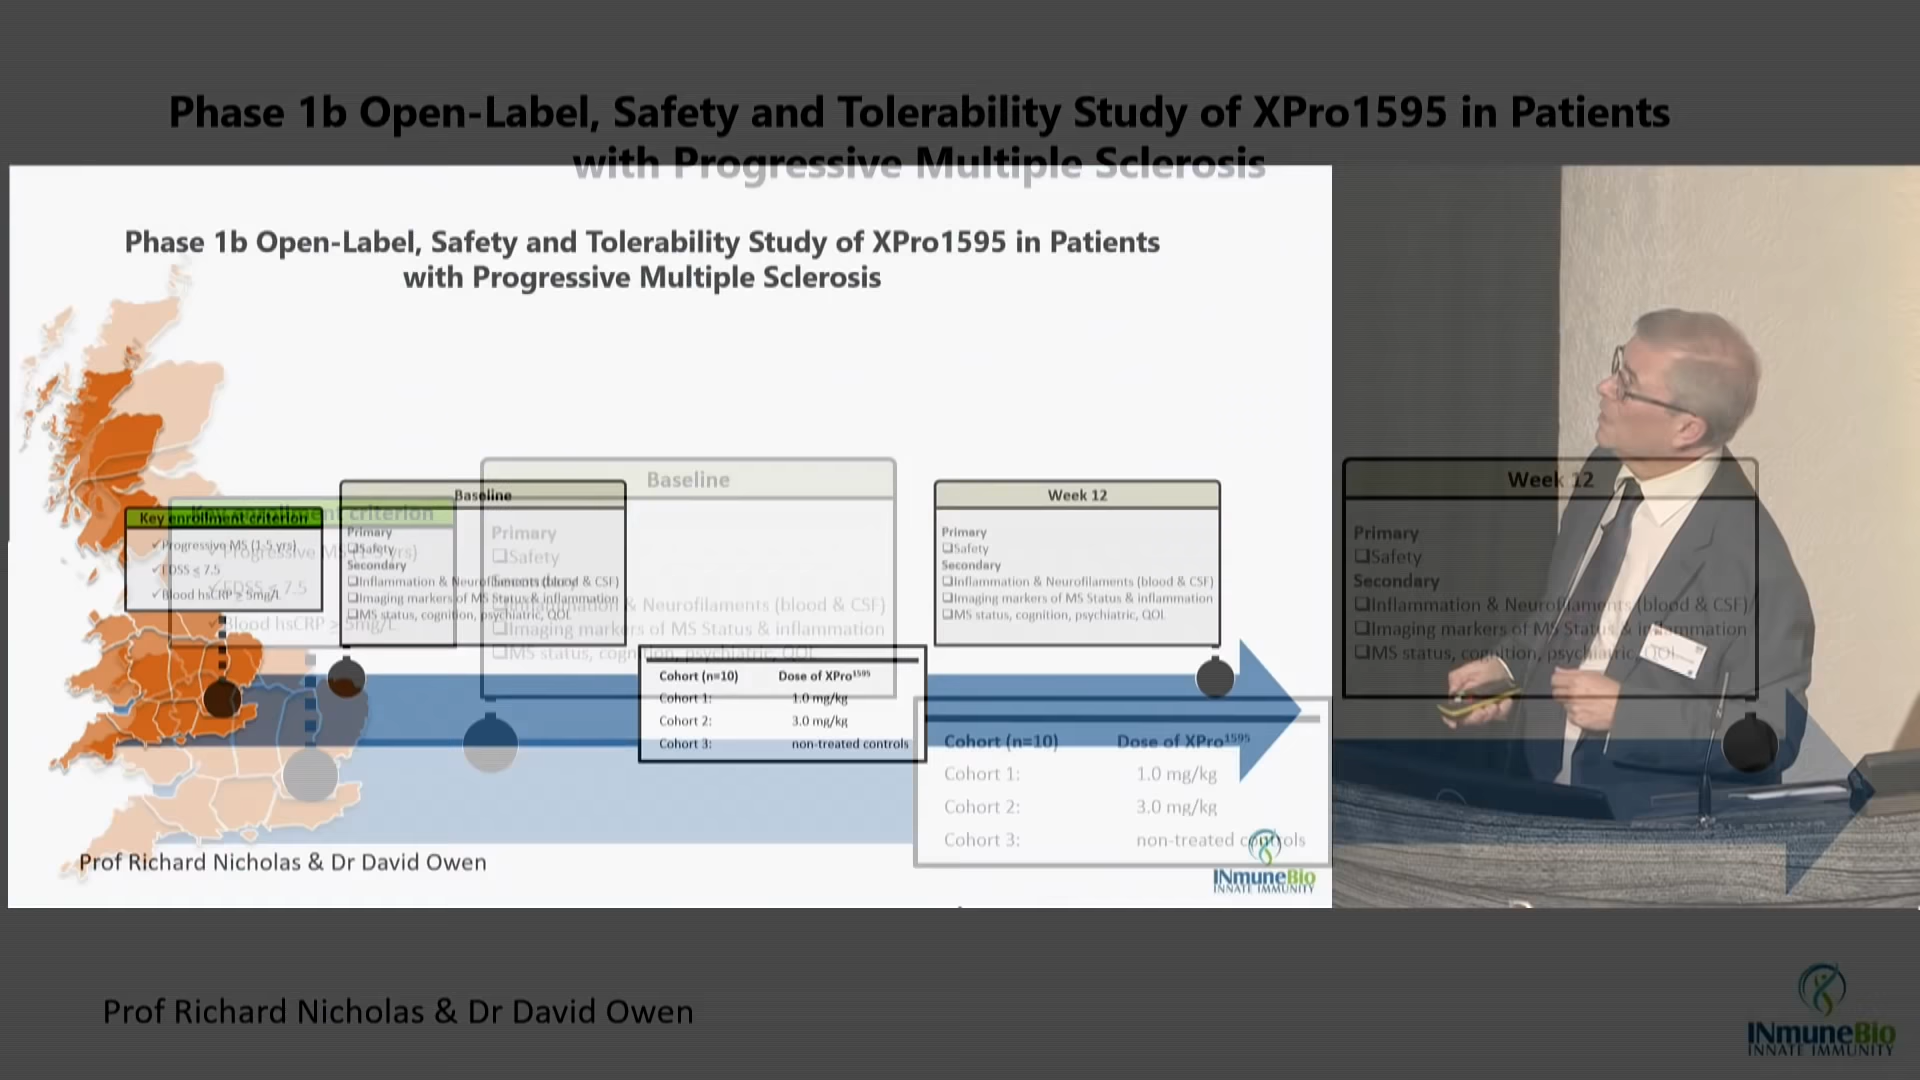 Phase 1b Open-Label, Safety and Tolerability Study of XPro1595 in Patients
with Progressive Multiple Sclerosis
Phase 1b Open-Label, Safety and Tolerability Study of XPro1595 in Patients
with Progressive Multiple Sclerosis
Key enrollment criterion
✓Progressive MS (1-5 yrs)
✓EDSS ≤ 7.5
✓Blood hsCRP ≥ 5mg/L
Baseline
Primary
❑Safety
Secondary
❑Inflammation & Neurofilaments (blood & CSF)
❑Imaging markers of MS Status & inflammation
❑MS status, cognition, psychiatric, QOL
Week 12
Primary
❑Safety
Secondary
❑Inflammation & Neurofilaments (blood & CSF)
❑Imaging markers of MS Status & inflammation
❑MS status, cognition, psychiatric, QOL
Cohort (n=10) Dose of XPro1595
Cohort 1: 1.0 mg/kg
Cohort 2: 3.0 mg/kg
Cohort 3: non-treated controls
Prof Richard Nicholas & Dr David Owen
INmuneBio
INNATE IMMUNITY
Key enrollment criterion
✓Progressive MS (1-5 yrs)
✓EDSS ≤ 7.5
✓Blood hsCRP ≥ 5mg/L
Baseline
Primary
❑Safety
Secondary
❑Inflammation & Neurofilaments (blood & CSF)
❑Imaging markers of MS Status & inflammation
❑MS status, cognition, psychiatric, QOL
Week 12
Primary
❑Safety
Secondary
❑Inflammation & Neurofilaments (blood & CSF)
❑Imaging markers of MS Status & inflammation
❑MS status, cognition, psychiatric, QOL
Cohort (n=10) Dose of XPro1595
Cohort 1: 1.0 mg/kg
Cohort 2: 3.0 mg/kg
Cohort 3: non-treated controls
Prof Richard Nicholas & Dr David Owen
INmuneBio
INNATE IMMUNITY